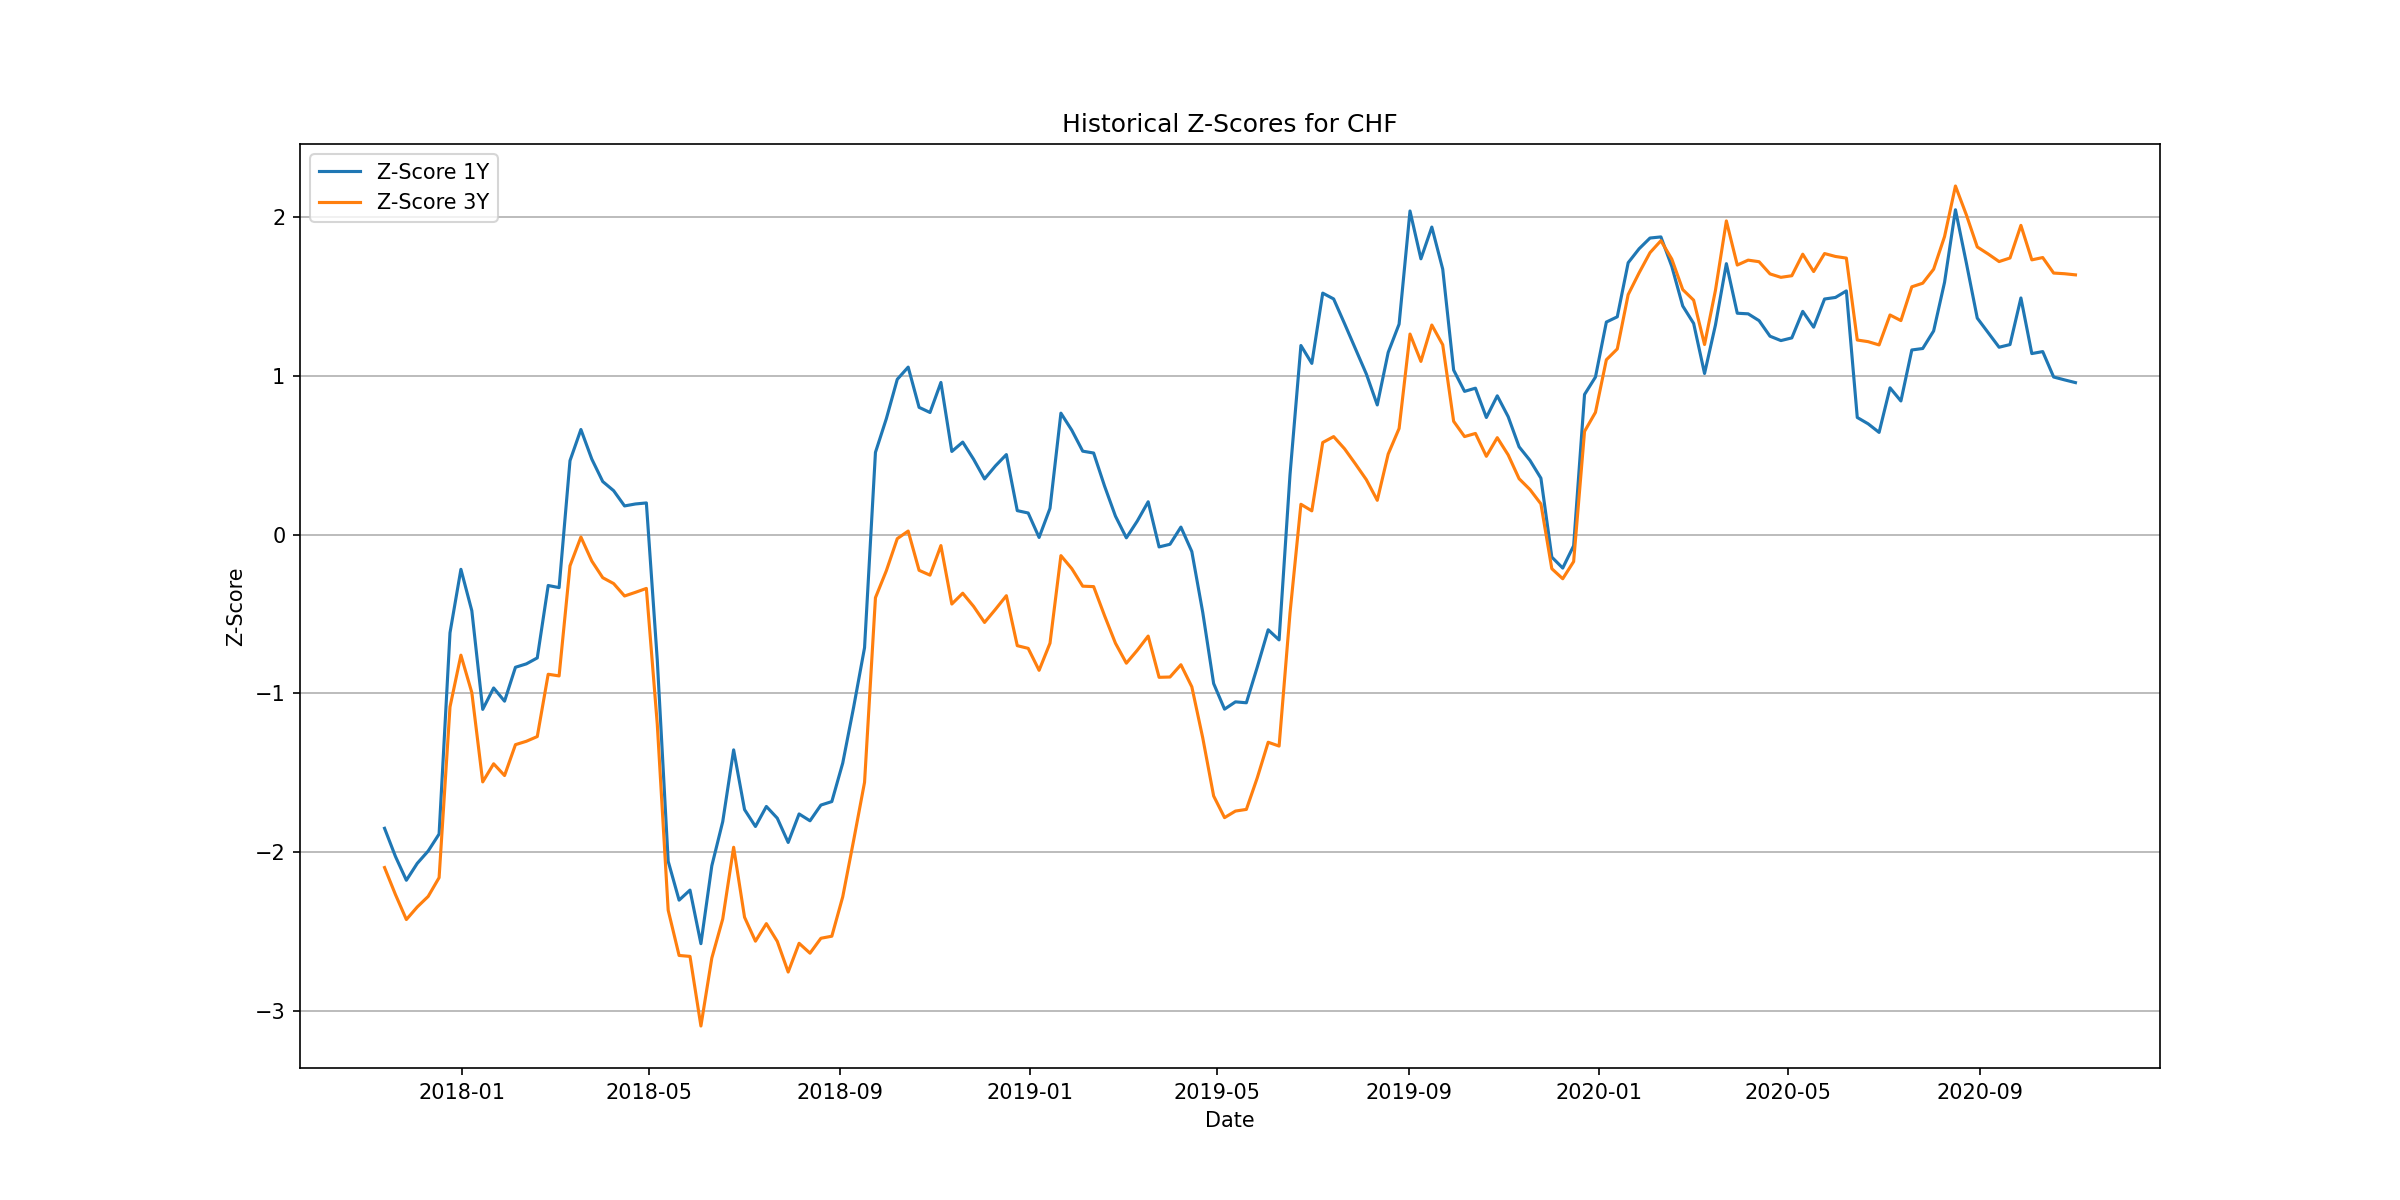 Historical Z-Scores for CHF
Z-Score 1Y
Z-Score 3Y
2
1
0
−1
−2
−3
Z-Score
2018-01 2018-05 2018-09 2019-01 2019-05 2019-09 2020-01 2020-05 2020-09
Date